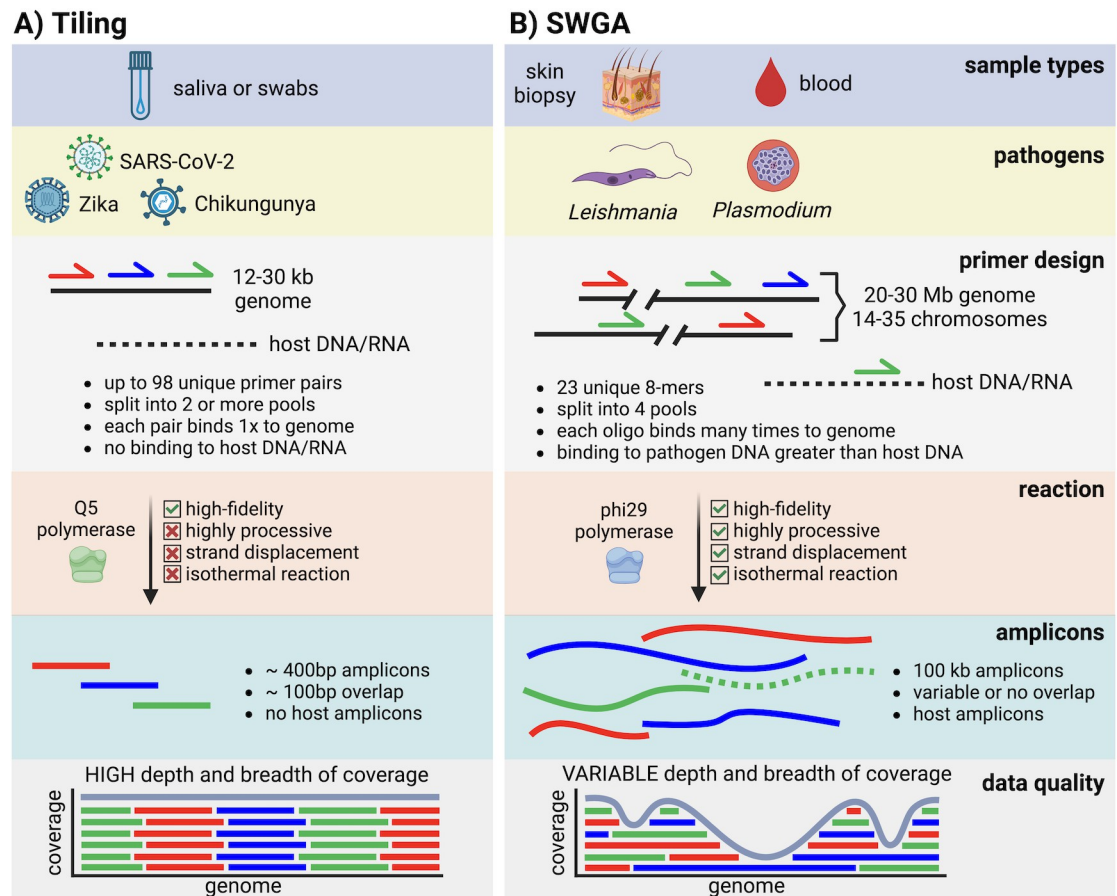 A) Tiling
saliva or swabs
SARS-CoV-2
Zika
Chikungunya
12-30 kb
genome
host DNA/RNA
• up to 98 unique primer pairs
• split into 2 or more pools
• each pair binds 1x to genome
• no binding to host DNA/RNA
Q5
polymerase
high-fidelity
highly processive
strand displacement
isothermal reaction
• ~ 400bp amplicons
• ~ 100bp overlap
• no host amplicons
HIGH depth and breadth of coverage
coverage
genome
B) SWGA
sample types
skin
biopsy
blood
pathogens
Leishmania
Plasmodium
primer design
20-30 Mb genome
14-35 chromosomes
host DNA/RNA
• 23 unique 8-mers
• split into 4 pools
• each oligo binds many times to genome
• binding to pathogen DNA greater than host DNA
reaction
phi29
polymerase
high-fidelity
highly processive
strand displacement
isothermal reaction
amplicons
• 100 kb amplicons
• variable or no overlap
• host amplicons
VARIABLE depth and breadth of coverage
data quality
coverage
genome